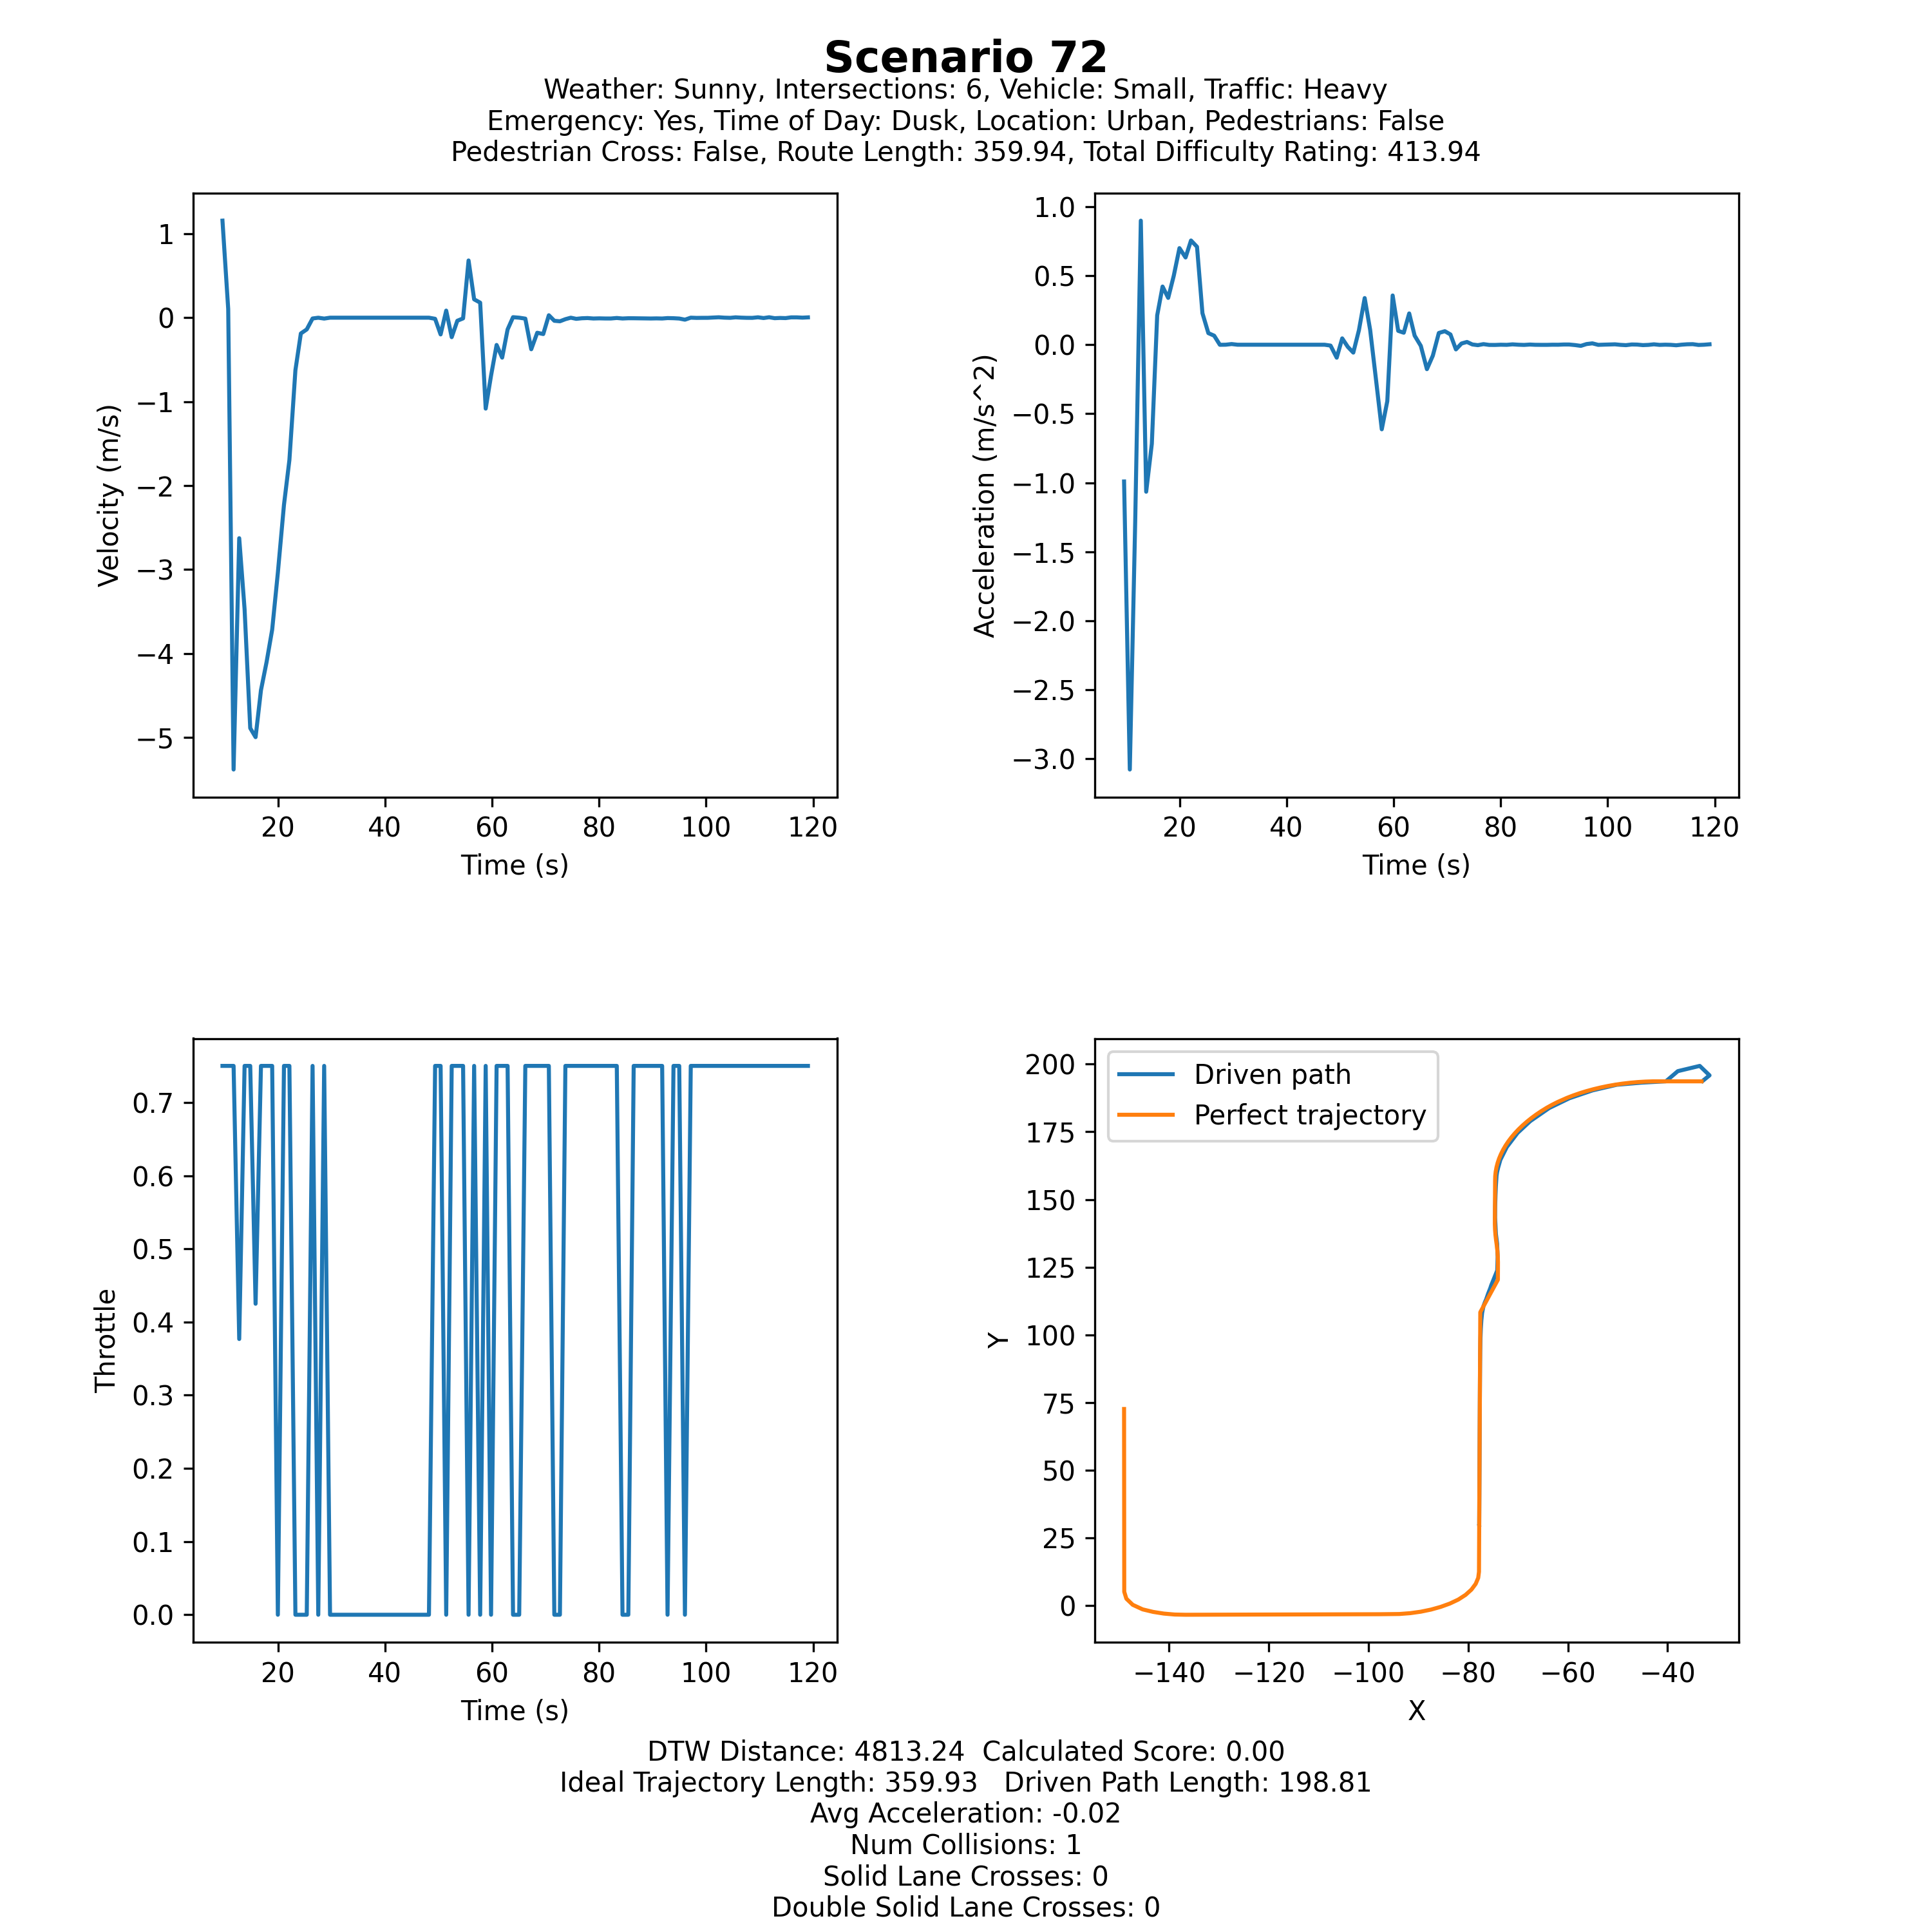 Scenario 72
Weather: Sunny, Intersections: 6, Vehicle: Small, Traffic: Heavy
Emergency: Yes, Time of Day: Dusk, Location: Urban, Pedestrians: False
Pedestrian Cross: False, Route Length: 359.94, Total Difficulty Rating: 413.94
1
0
−1
−2
−3
−4
−5
Velocity (m/s)
20 40 60 80 100 120
Time (s)
1.0
0.5
0.0
−0.5
−1.0
−1.5
−2.0
−2.5
−3.0
Acceleration (m/s^2)
20 40 60 80 100 120
Time (s)
0.7
0.6
0.5
0.4
0.3
0.2
0.1
0.0
Throttle
20 40 60 80 100 120
Time (s)
Driven path
Perfect trajectory
200
175
150
125
100
75
50
25
0
Y
−140 −120 −100 −80 −60 −40
X
DTW Distance: 4813.24 Calculated Score: 0.00
Ideal Trajectory Length: 359.93 Driven Path Length: 198.81
Avg Acceleration: -0.02
Num Collisions: 1
Solid Lane Crosses: 0
Double Solid Lane Crosses: 0